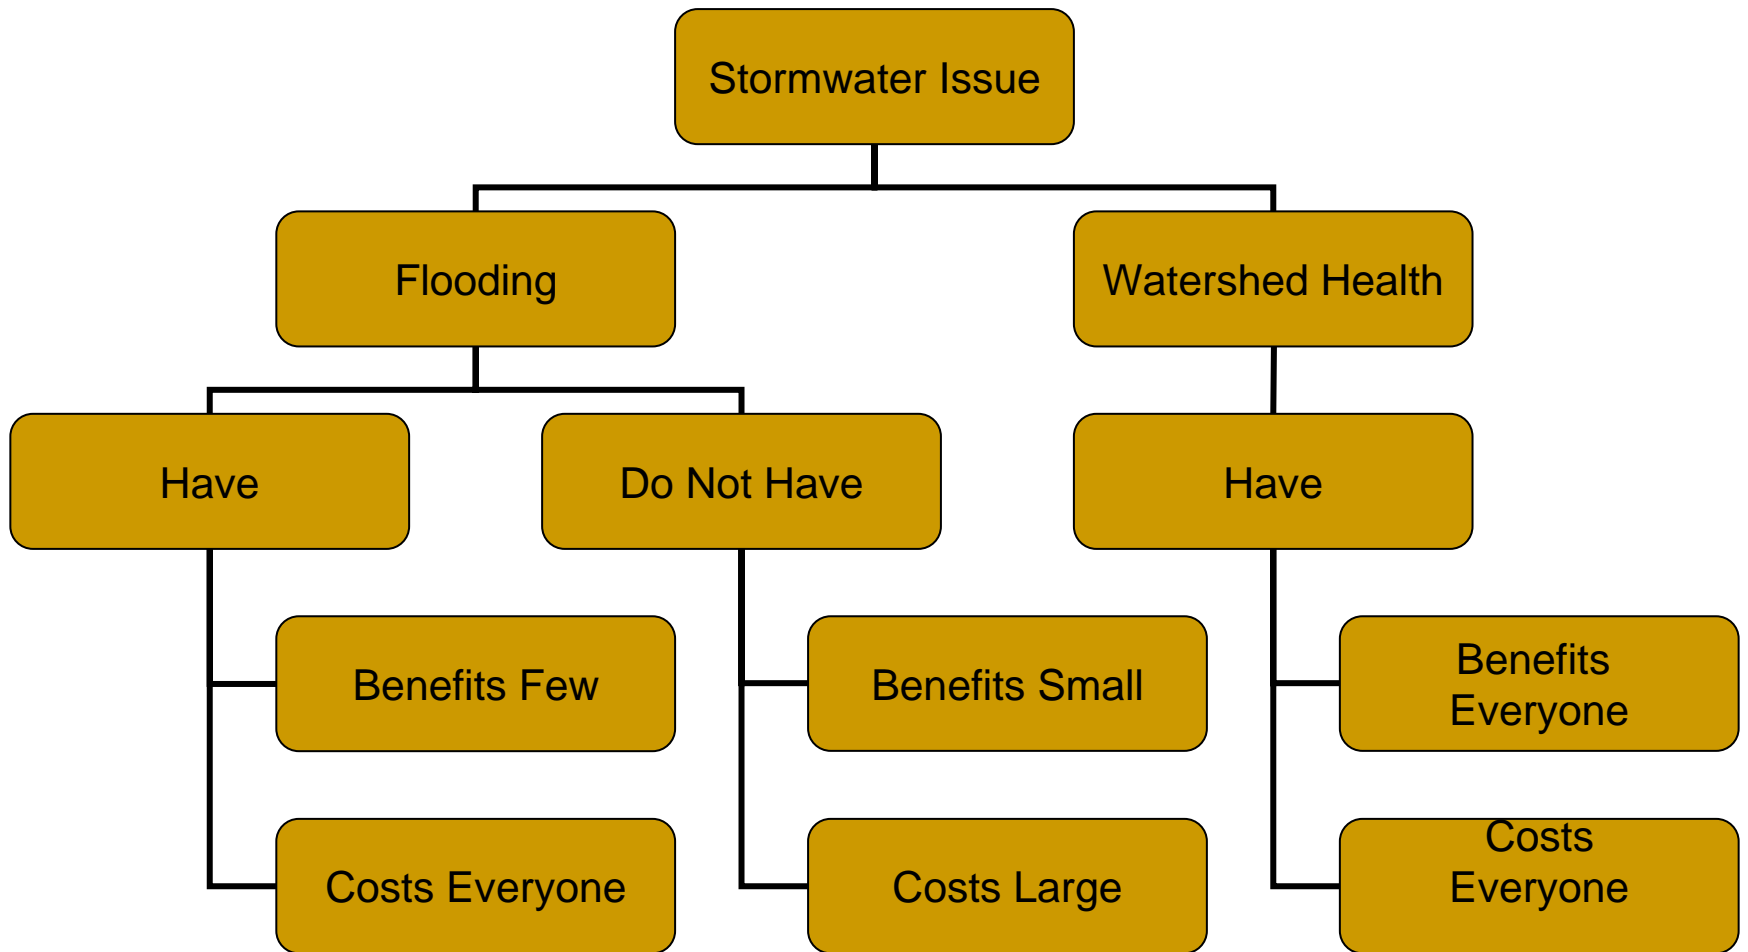 Stormwater Issue
Flooding
Watershed Health
Have
Do Not Have
Have
Benefits Few
Benefits Small
Benefits
Everyone
Costs Everyone
Costs Large
Costs
Everyone